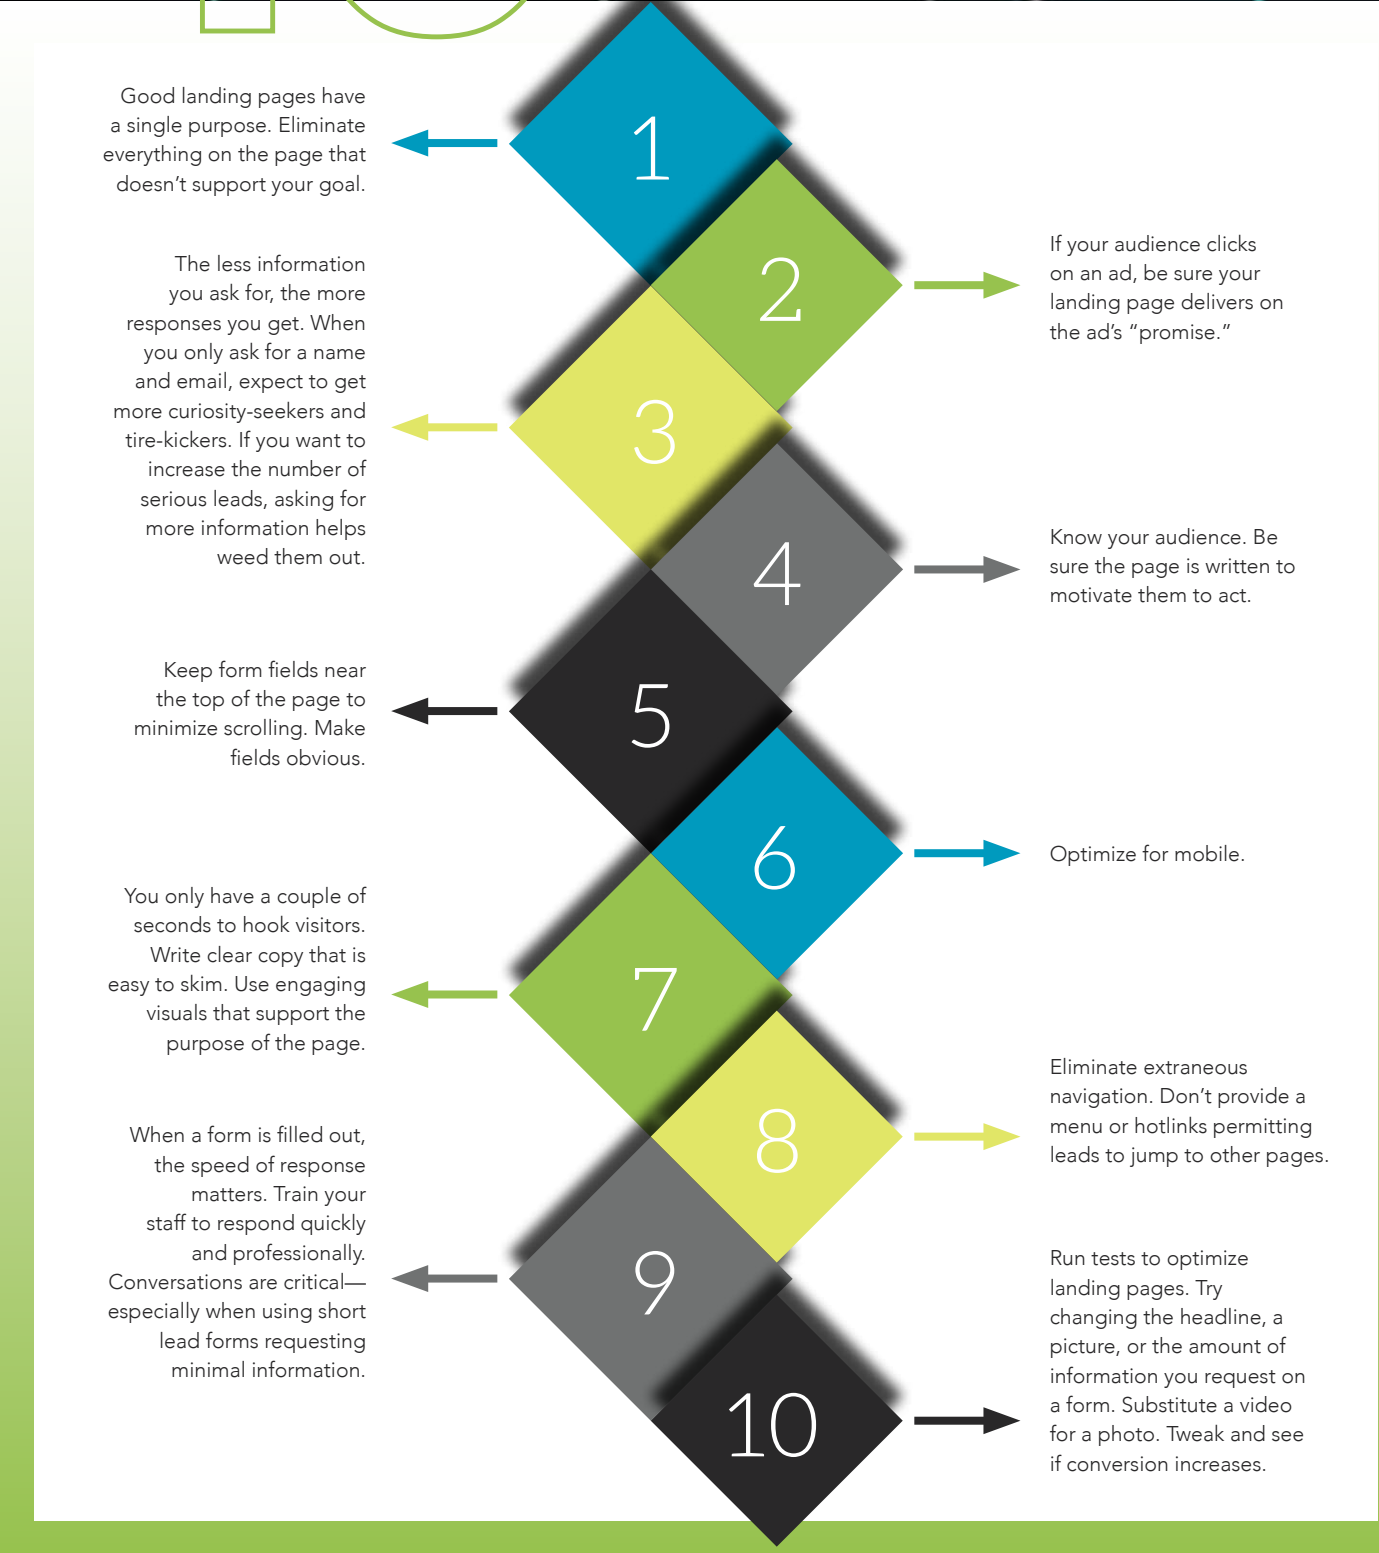 1
Good landing pages have
a single purpose. Eliminate
everything on the page that
doesn't support your goal.
2
If your audience clicks
on an ad, be sure your
landing page delivers on
the ad's “promise.”
3
The less information
you ask for, the more
responses you get. When
you only ask for a name
and email, expect to get
more curiosity-seekers and
tire-kickers. If you want to
increase the number of
serious leads, asking for
more information helps
weed them out.
4
Know your audience. Be
sure the page is written to
motivate them to act.
5
Keep form fields near
the top of the page to
minimize scrolling. Make
fields obvious.
6
Optimize for mobile.
7
You only have a couple of
seconds to hook visitors.
Write clear copy that is
easy to skim. Use engaging
visuals that support the
purpose of the page.
8
Eliminate extraneous
navigation. Don't provide a
menu or hotlinks permitting
leads to jump to other pages.
9
When a form is filled out,
the speed of response
matters. Train your
staff to respond quickly
and professionally.
Conversations are critical—
especially when using short
lead forms requesting
minimal information.
10
Run tests to optimize
landing pages. Try
changing the headline, a
picture, or the amount of
information you request on
a form. Substitute a video
for a photo. Tweak and see
if conversion increases.